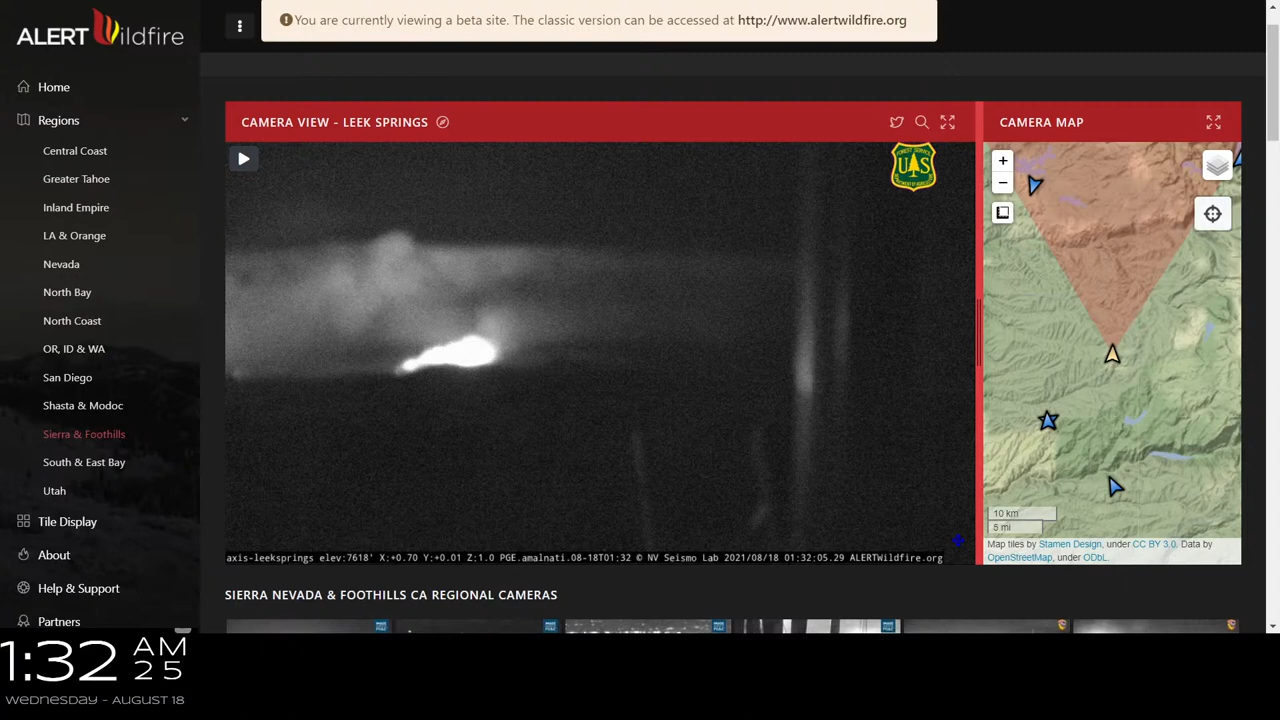 You are currently viewing a beta site. The classic version can be accessed at http://www.alertwildfire.org
ALERT Wildfire
Home
Regions
Central Coast
Greater Tahoe
Inland Empire
LA & Orange
Nevada
North Bay
North Coast
OR, ID & WA
San Diego
Shasta & Modoc
Sierra & Foothills
South & East Bay
Utah
Tile Display
About
Help & Support
Partners
CAMERA VIEW - LEEK SPRINGS
FOREST SERVICE
US
DEPARTMENT OF AGRICULTURE
axis-leeksprings elev:7618' X:+0.70 Y:+0.01 Z:1.0 PGE.amalnati.08-18T01:32 © NV Seismo Lab 2021/08/18 01:32:05.29 ALERTWildfire.org
CAMERA MAP
+
−
10 km
5 mi
Map tiles by Stamen Design, under CC BY 3.0. Data by
OpenStreetMap, under ODbL.
SIERRA NEVADA & FOOTHILLS CA REGIONAL CAMERAS
1:32 AM
25
Wednesday - August 18